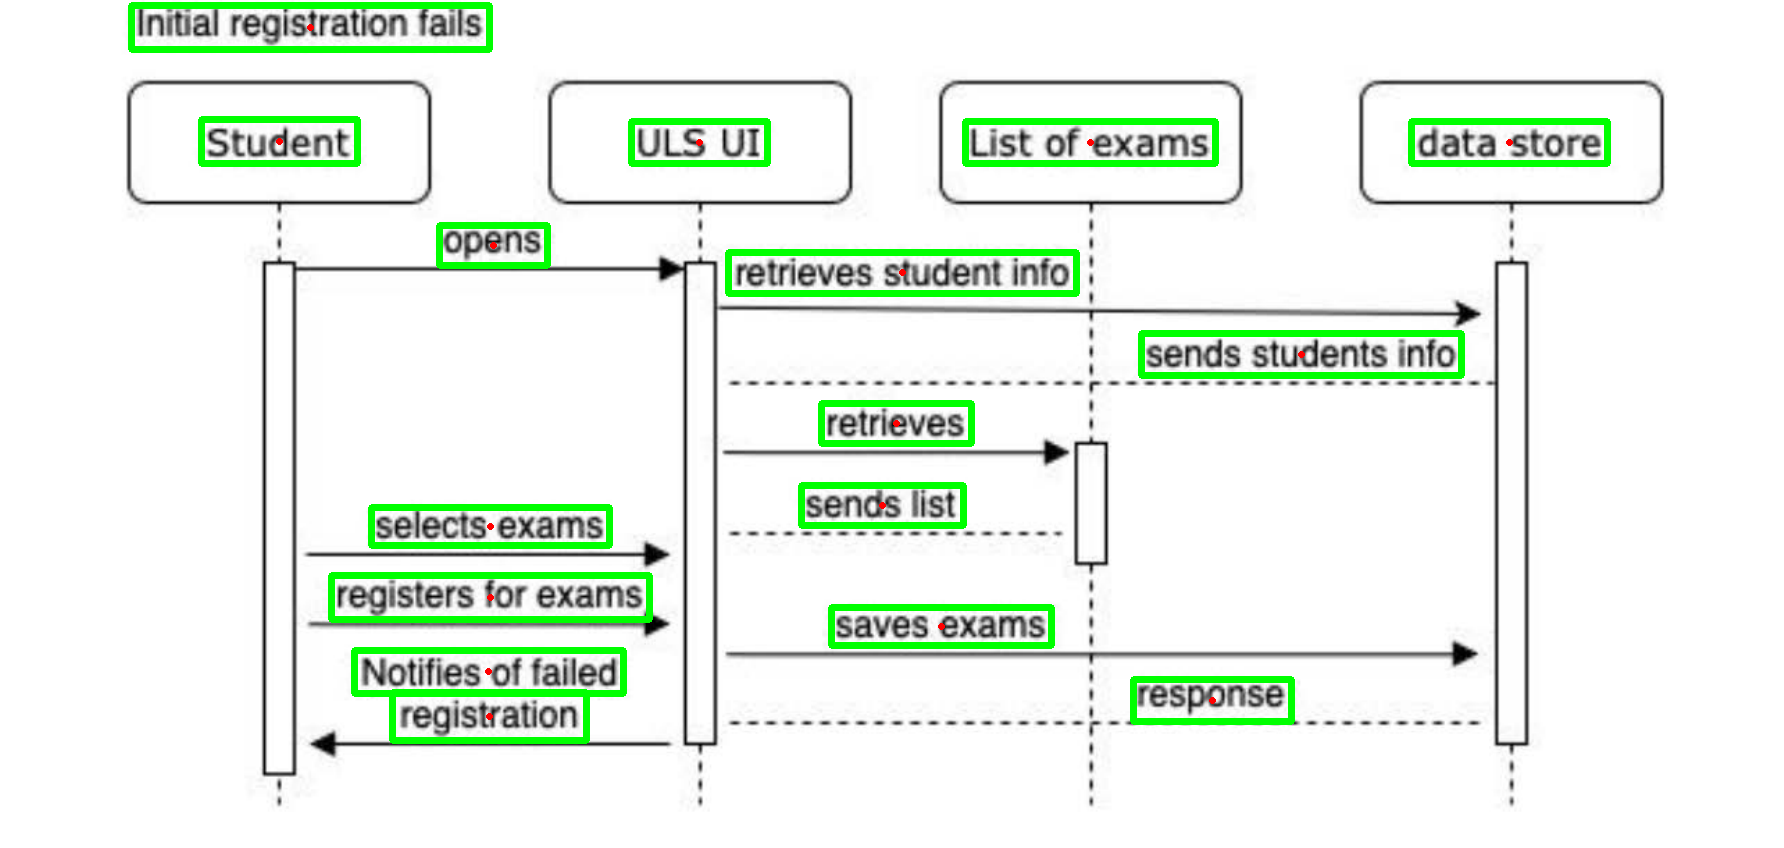 Initial registration fails
Student
ULS UI
List of exams
data store
opens
retrieves student info
sends students info
retrieves
sends list
selects exams
registers for exams
saves exams
Notifies of failed
registration
response